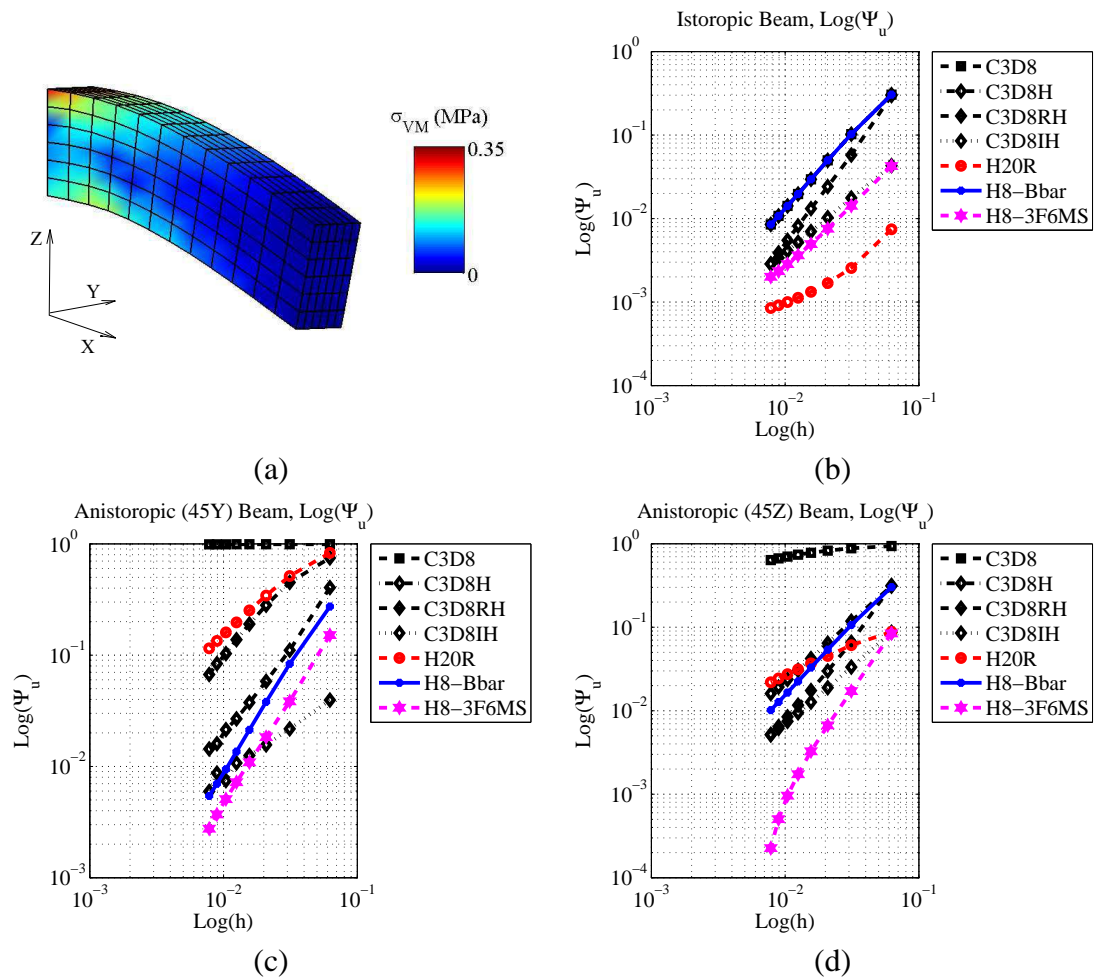 σ_VM (MPa)
0.35
0
Z
Y
X
(a)
Istoropic Beam, Log(Ψ_u)
10^0
10^-1
10^-2
10^-3
10^-4
Log(Ψ_u)
10^-3
10^-2
10^-1
Log(h)
C3D8
C3D8H
C3D8RH
C3D8IH
H20R
H8-Bbar
H8-3F6MS
(b)
Anistoropic (45Y) Beam, Log(Ψ_u)
10^0
10^-1
10^-2
10^-3
Log(Ψ_u)
10^-3
10^-2
10^-1
Log(h)
C3D8
C3D8H
C3D8RH
C3D8IH
H20R
H8-Bbar
H8-3F6MS
(c)
Anistoropic (45Z) Beam, Log(Ψ_u)
10^0
10^-1
10^-2
10^-3
10^-4
Log(Ψ_u)
10^-3
10^-2
10^-1
Log(h)
C3D8
C3D8H
C3D8RH
C3D8IH
H20R
H8-Bbar
H8-3F6MS
(d)